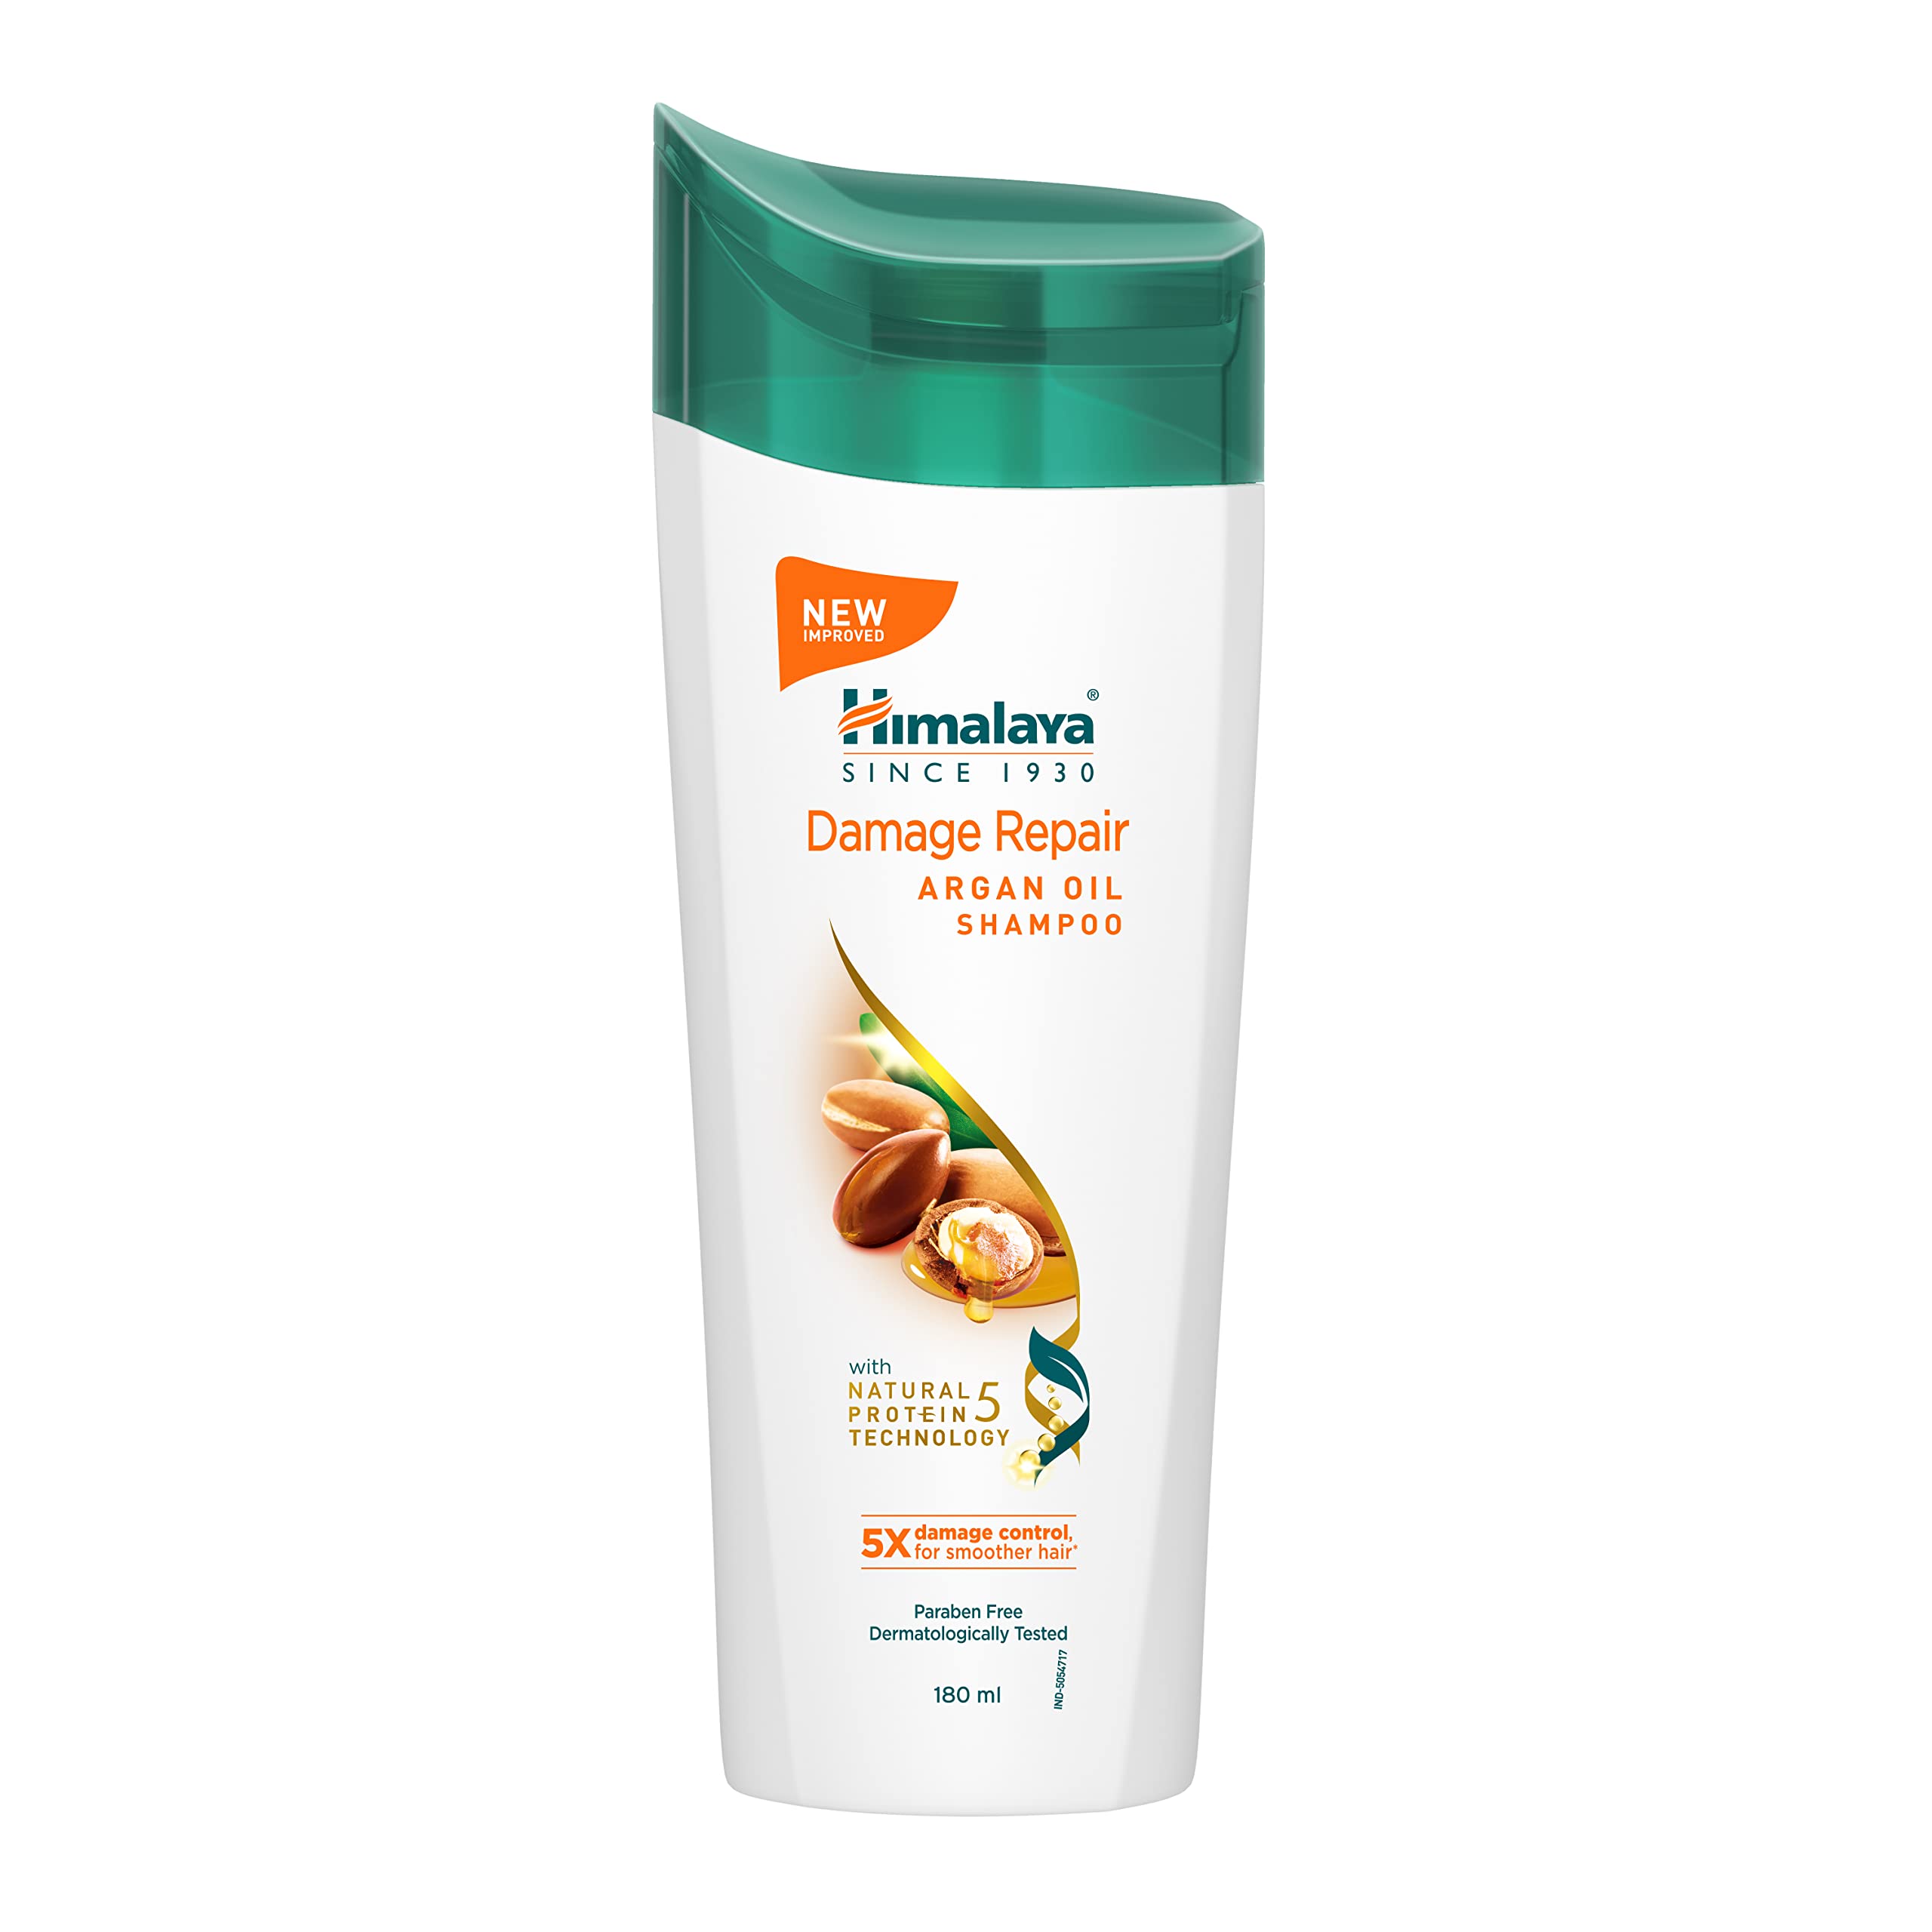 NEW
IMPROVED
Himalaya®
SINCE 1930
Damage Repair
ARGAN OIL
SHAMPOO
with
NATURAL
PROTEIN 5
TECHNOLOGY
5X damage control,
for smoother hair*
Paraben Free
Dermatologically Tested
180 ml
IND-5054717